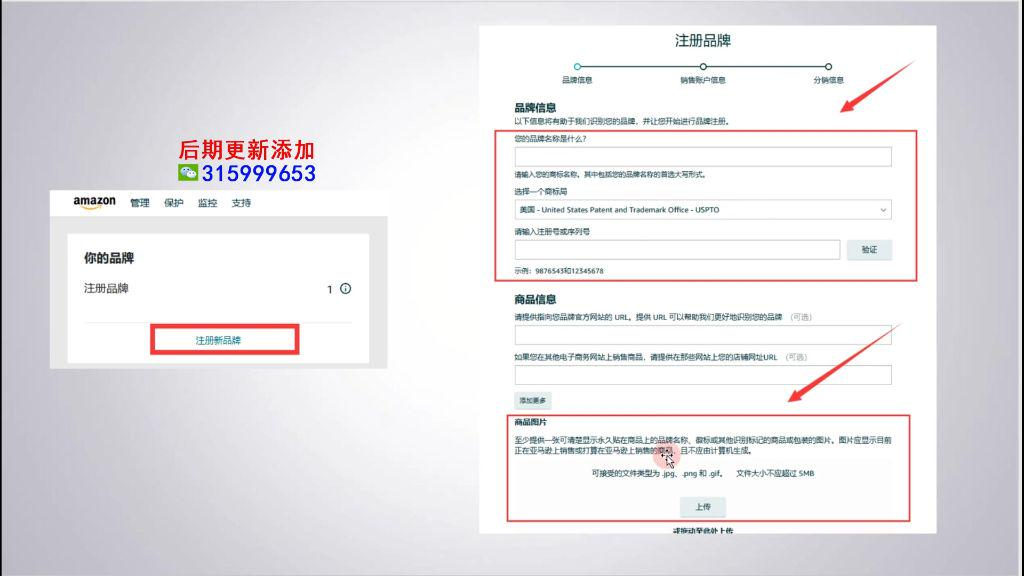 后期更新添加
315999653
amazon 管理 保护 监控 支持
你的品牌
注册品牌 1
注册新品牌
注册品牌
品牌信息 销售账户信息 分销信息
品牌信息
以下信息将有助于我们识别您的品牌，并让您开始进行品牌注册。
您的品牌名称是什么？
请输入您的商标名称。其中包括您的品牌名称的首选大写形式。
选择一个商标局
美国 - United States Patent and Trademark Office - USPTO
请输入注册号或序列号
验证
示例：9876543和12345678
商品信息
请提供指向您品牌官方网站的 URL。提供 URL 可以帮助我们更好地识别您的品牌 （可选）
如果您在其他电子商务网站上销售商品，请提供在那些网站上您的店铺网址URL （可选）
添加更多
商品图片
至少提供一张可清楚显示永久贴在商品上的品牌名称、徽标或其他识别标记的商品或包装的图片。图片应显示目前
正在亚马逊上销售或打算在亚马逊上销售的商品，且不应由计算机生成。
可接受的文件类型为 .jpg、.png 和 .gif。 文件大小不应超过 5MB
上传
或拖动至此处上传